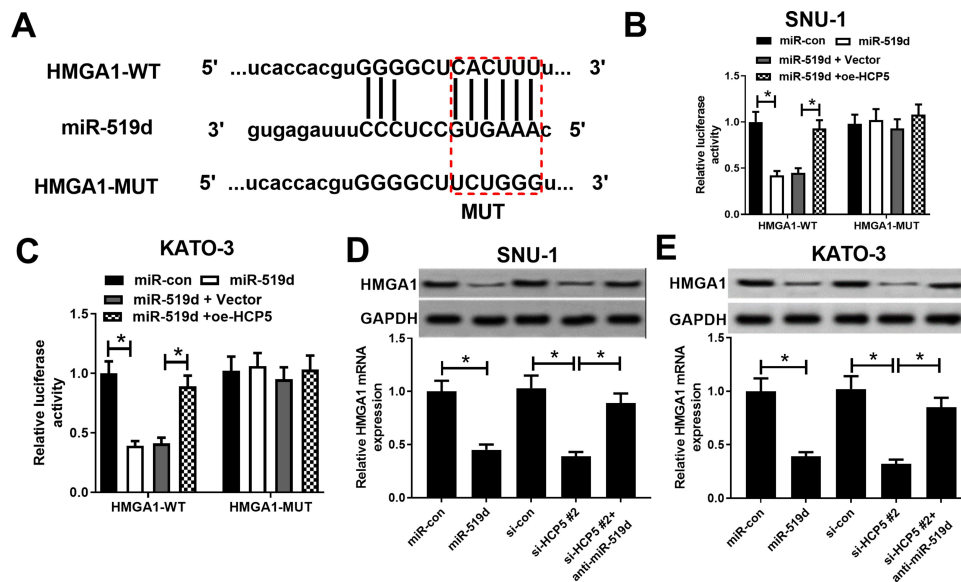 A
HMGA1-WT 5' ...ucaccacguGGGGCUCACUUUu... 3'
miR-519d 3' gugagauuuCCCUCCGUGAAAc 5'
HMGA1-MUT 5' ...ucaccacguGGGGCUUCUGGGu... 3'
MUT
B
SNU-1
miR-con miR-519d
miR-519d + Vector
miR-519d +oe-HCP5
Relative luciferase
activity
1.5
1.0
0.5
0.0
* *
HMGA1-WT HMGA1-MUT
C
KATO-3
miR-con miR-519d
miR-519d + Vector
miR-519d +oe-HCP5
Relative luciferase
activity
1.5
1.0
0.5
0.0
* *
HMGA1-WT HMGA1-MUT
D
SNU-1
HMGA1
GAPDH
Relative HMGA1 mRNA
expression
1.5
1.0
0.5
0.0
* * *
miR-con
miR-519d
si-con
si-HCP5 #2
si-HCP5 #2+
anti-miR-519d
E
KATO-3
HMGA1
GAPDH
Relative HMGA1 mRNA
expression
1.5
1.0
0.5
0.0
* * *
miR-con
miR-519d
si-con
si-HCP5 #2
si-HCP5 #2+
anti-miR-519d